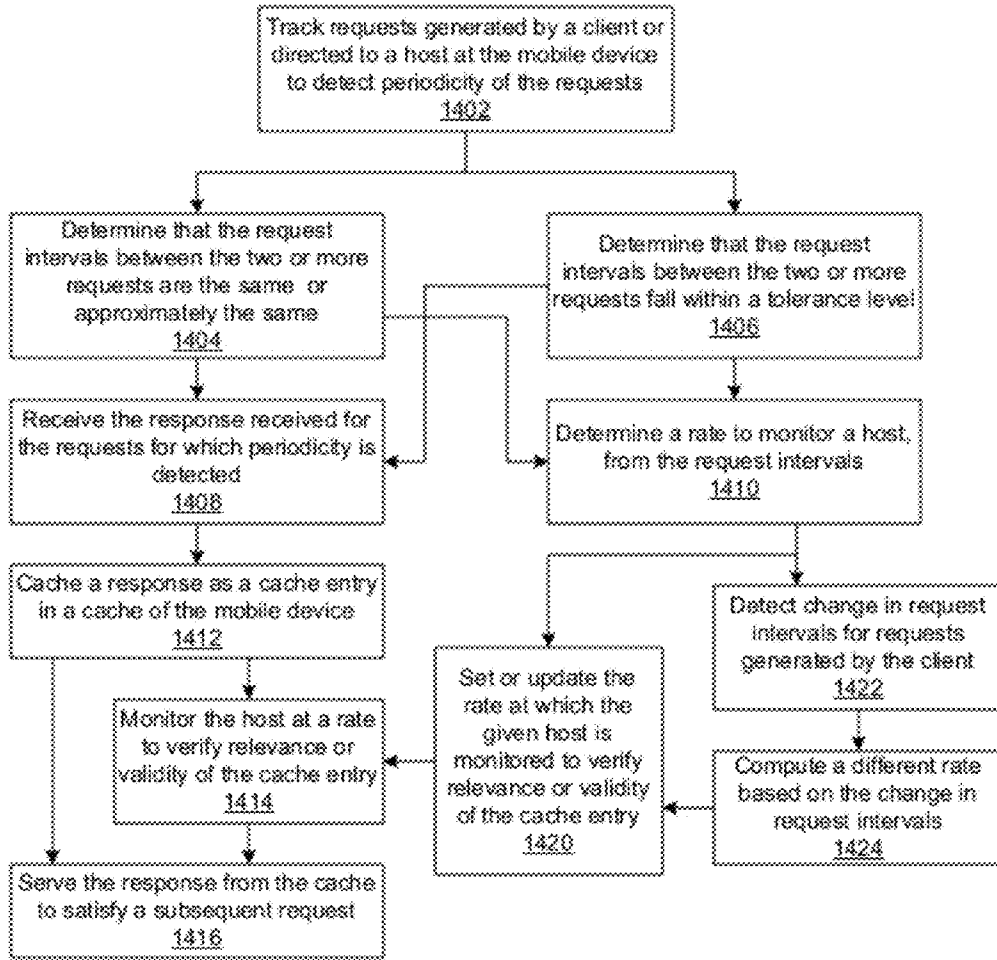 Track requests generated by a client or
directed to a host at the mobile device
to detect periodicity of the requests
1402
Determine that the request
intervals between the two or more
requests are the same or
approximately the same
1404
Determine that the request
intervals between the two or more
requests fall within a tolerance level
1406
Receive the response received for
the requests for which periodicity is
detected
1408
Determine a rate to monitor a host,
from the request intervals
1410
Cache a response as a cache entry
in a cache of the mobile device
1412
Detect change in request
intervals for requests
generated by the client
1422
Set or update the
rate at which the
given host is
monitored to verify
relevance or validity
of the cache entry
1420
Monitor the host at a rate
to verify relevance or
validity of the cache entry
1414
Compute a different rate
based on the change in
request intervals
1424
Serve the response from the cache
to satisfy a subsequent request
1416